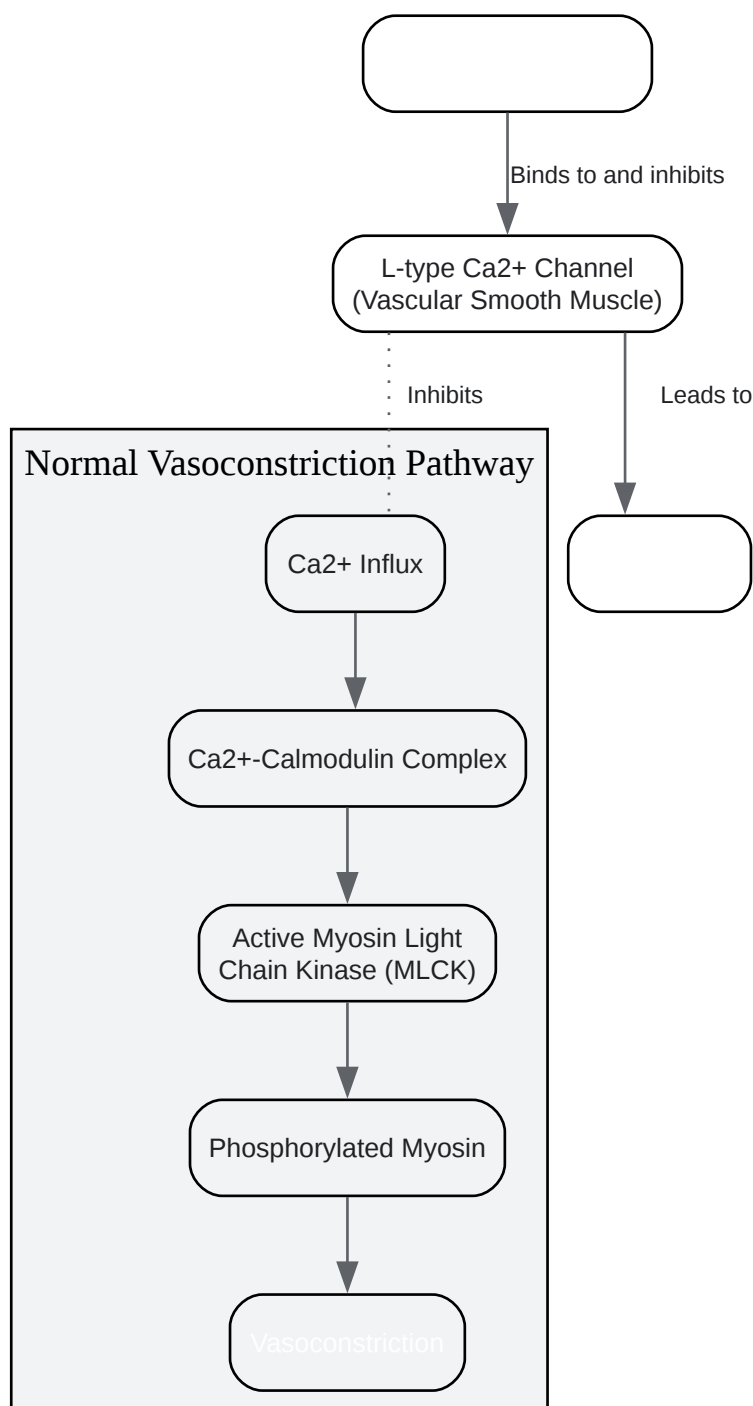 Binds to and inhibits
L-type Ca2+ Channel
(Vascular Smooth Muscle)
Inhibits
Leads to
Normal Vasoconstriction Pathway
Ca2+ Influx
Ca2+-Calmodulin Complex
Active Myosin Light
Chain Kinase (MLCK)
Phosphorylated Myosin
Vasoconstriction